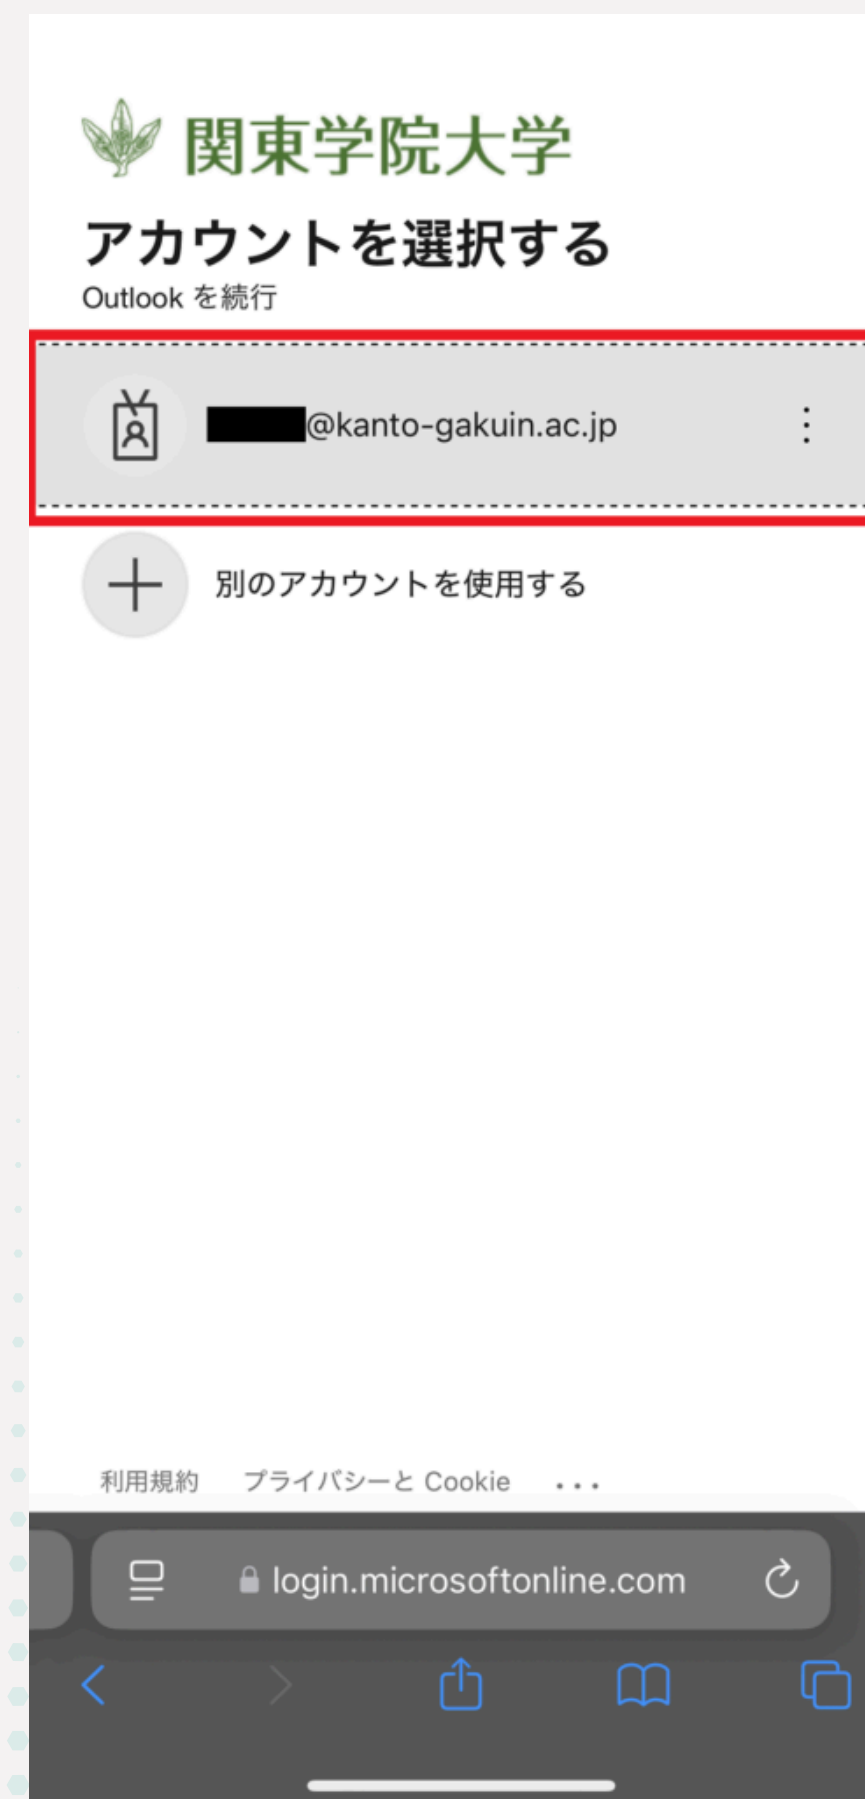 関東学院大学
アカウントを選択する
Outlook を続行
@kanto-gakuin.ac.jp
別のアカウントを使用する
利用規約 プライバシーと Cookie ...
login.microsoftonline.com